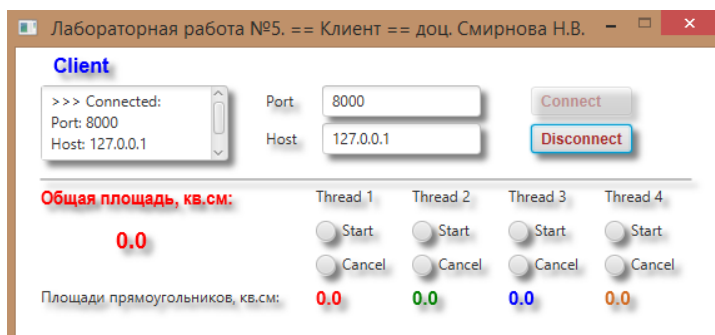 Лабораторная работа №5. == Клиент == доц. Смирнова Н.В.
Client
>>> Connected:
Port: 8000
Host: 127.0.0.1
Port 8000 Connect
Host 127.0.0.1 Disconnect
Общая площадь, кв.см: Thread 1 Thread 2 Thread 3 Thread 4
Start Start Start Start
0.0
Cancel Cancel Cancel Cancel
Площади прямоугольников, кв.см: 0.0 0.0 0.0 0.0